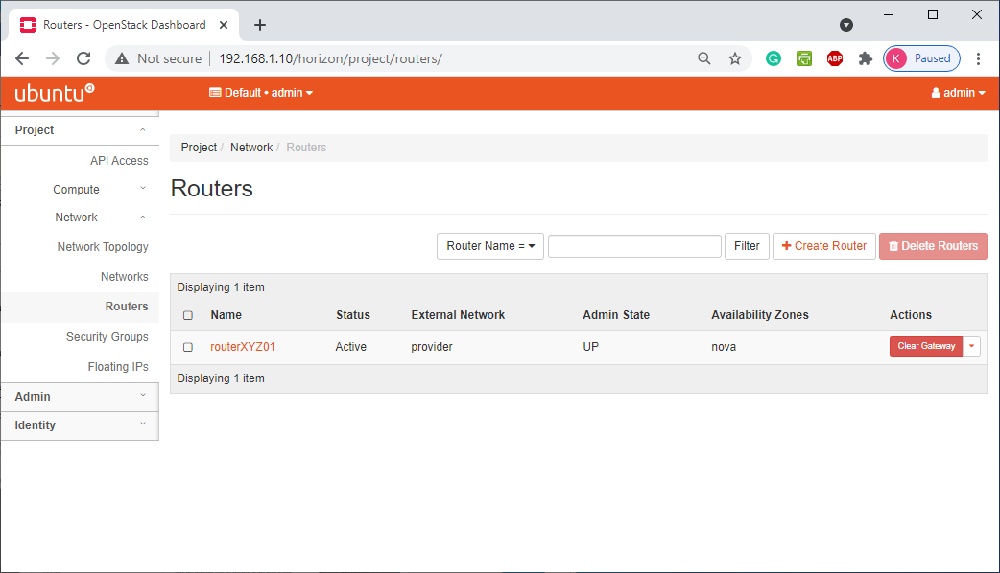 Routers - OpenStack Dashboard
Not secure
192.168.1.10/horizon/project/routers/
ABP
K Paused
ubuntu
Default • admin
admin
Project
API Access
Compute
Network
Network Topology
Networks
Routers
Security Groups
Floating IPs
Admin
Identity
Project / Network / Routers
Routers
Router Name =
Filter
+ Create Router
Delete Routers
Displaying 1 item
Name Status External Network Admin State Availability Zones Actions
routerXYZ01 Active provider UP nova Clear Gateway
Displaying 1 item